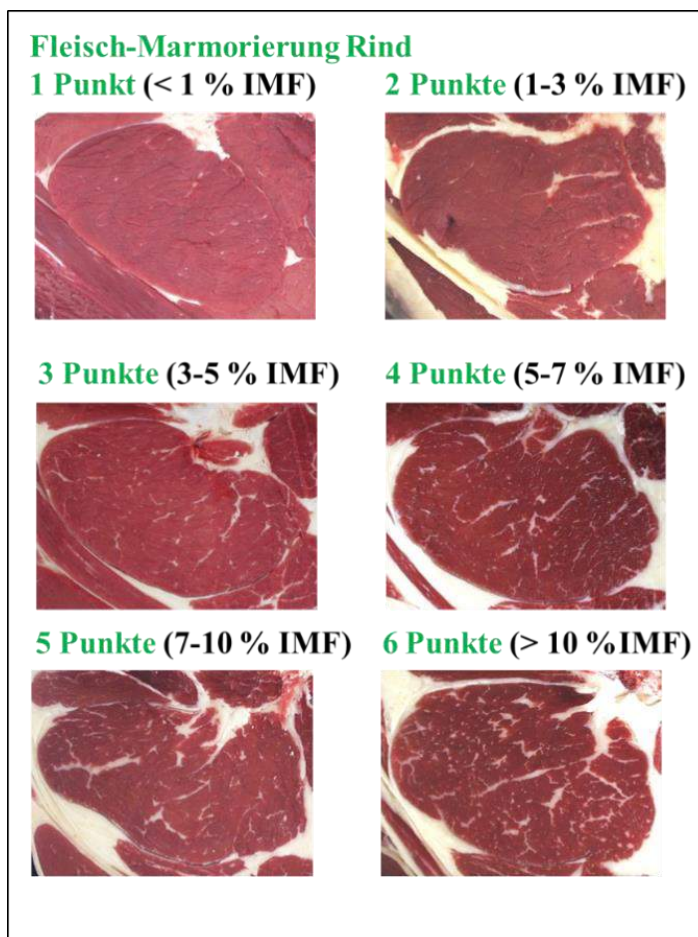 Fleisch-Marmorierung Rind
1 Punkt (< 1 % IMF)
2 Punkte (1-3 % IMF)
3 Punkte (3-5 % IMF)
4 Punkte (5-7 % IMF)
5 Punkte (7-10 % IMF)
6 Punkte (> 10 %IMF)